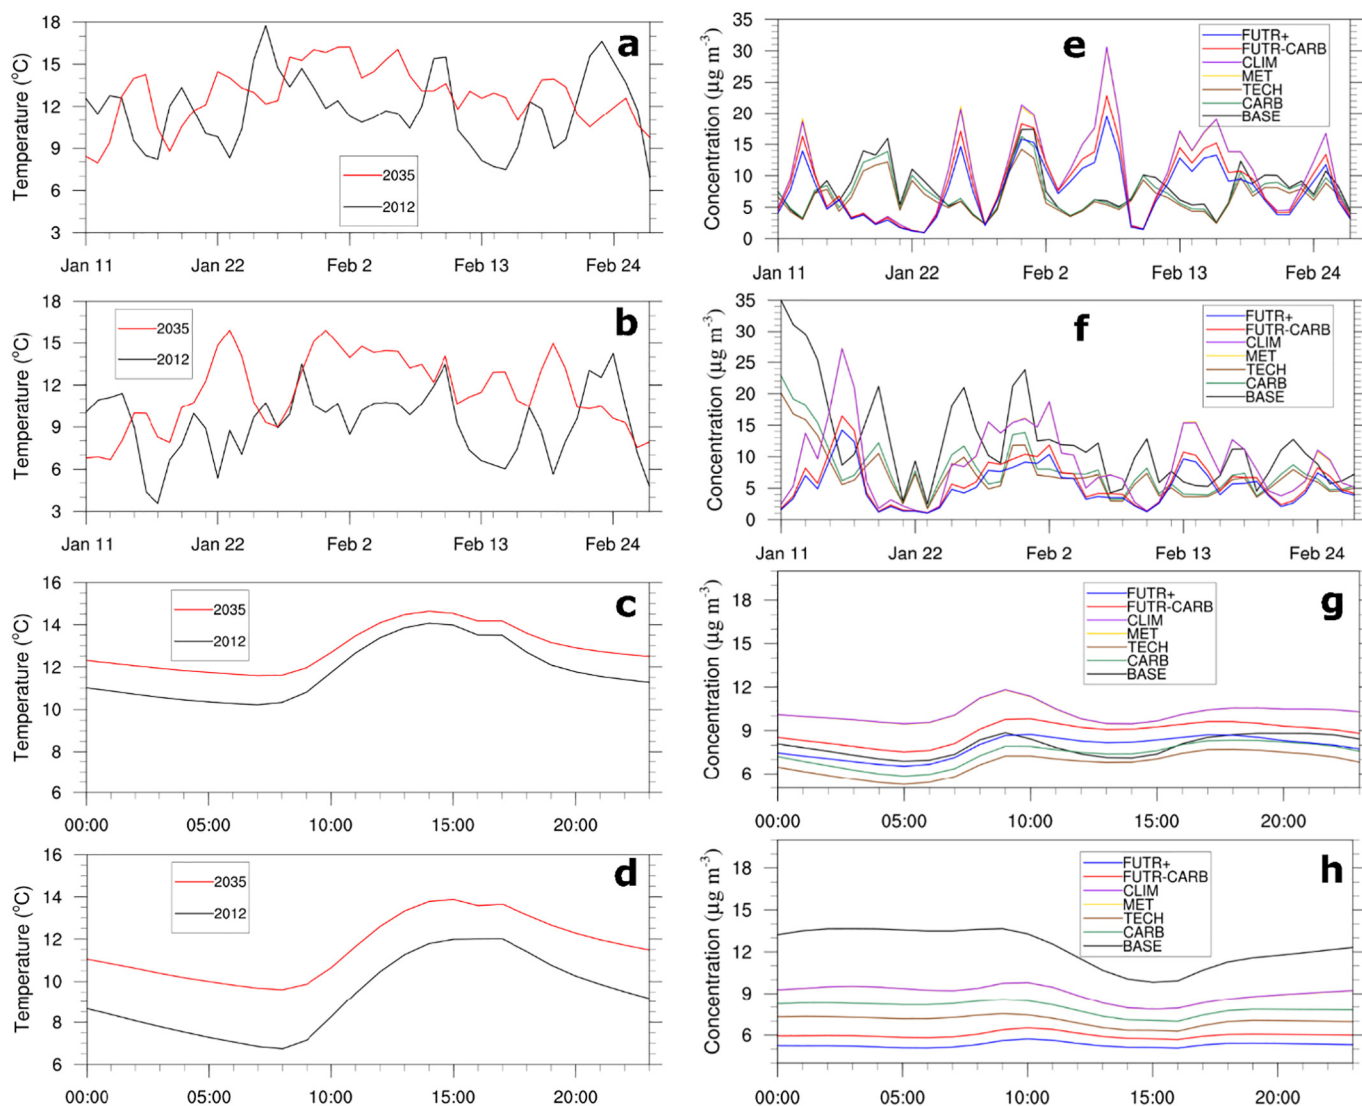 a
Temperature (°C)
18
15
12
9
6
3
2035
2012
Jan 11
Jan 22
Feb 2
Feb 13
Feb 24
b
Temperature (°C)
18
15
12
9
6
3
2035
2012
Jan 11
Jan 22
Feb 2
Feb 13
Feb 24
c
Temperature (°C)
16
14
12
10
8
6
2035
2012
00:00
05:00
10:00
15:00
20:00
d
Temperature (°C)
16
14
12
10
8
6
2035
2012
00:00
05:00
10:00
15:00
20:00
e
Concentration (µg m⁻³)
35
30
25
20
15
10
5
0
FUTR+
FUTR-CARB
CLIM
MET
TECH
CARB
BASE
Jan 11
Jan 22
Feb 2
Feb 13
Feb 24
f
Concentration (µg m⁻³)
35
30
25
20
15
10
5
0
FUTR+
FUTR-CARB
CLIM
MET
TECH
CARB
BASE
Jan 11
Jan 22
Feb 2
Feb 13
Feb 24
g
Concentration (µg m⁻³)
18
15
12
9
6
FUTR+
FUTR-CARB
CLIM
MET
TECH
CARB
BASE
00:00
05:00
10:00
15:00
20:00
h
Concentration (µg m⁻³)
18
15
12
9
6
FUTR+
FUTR-CARB
CLIM
MET
TECH
CARB
BASE
00:00
05:00
10:00
15:00
20:00